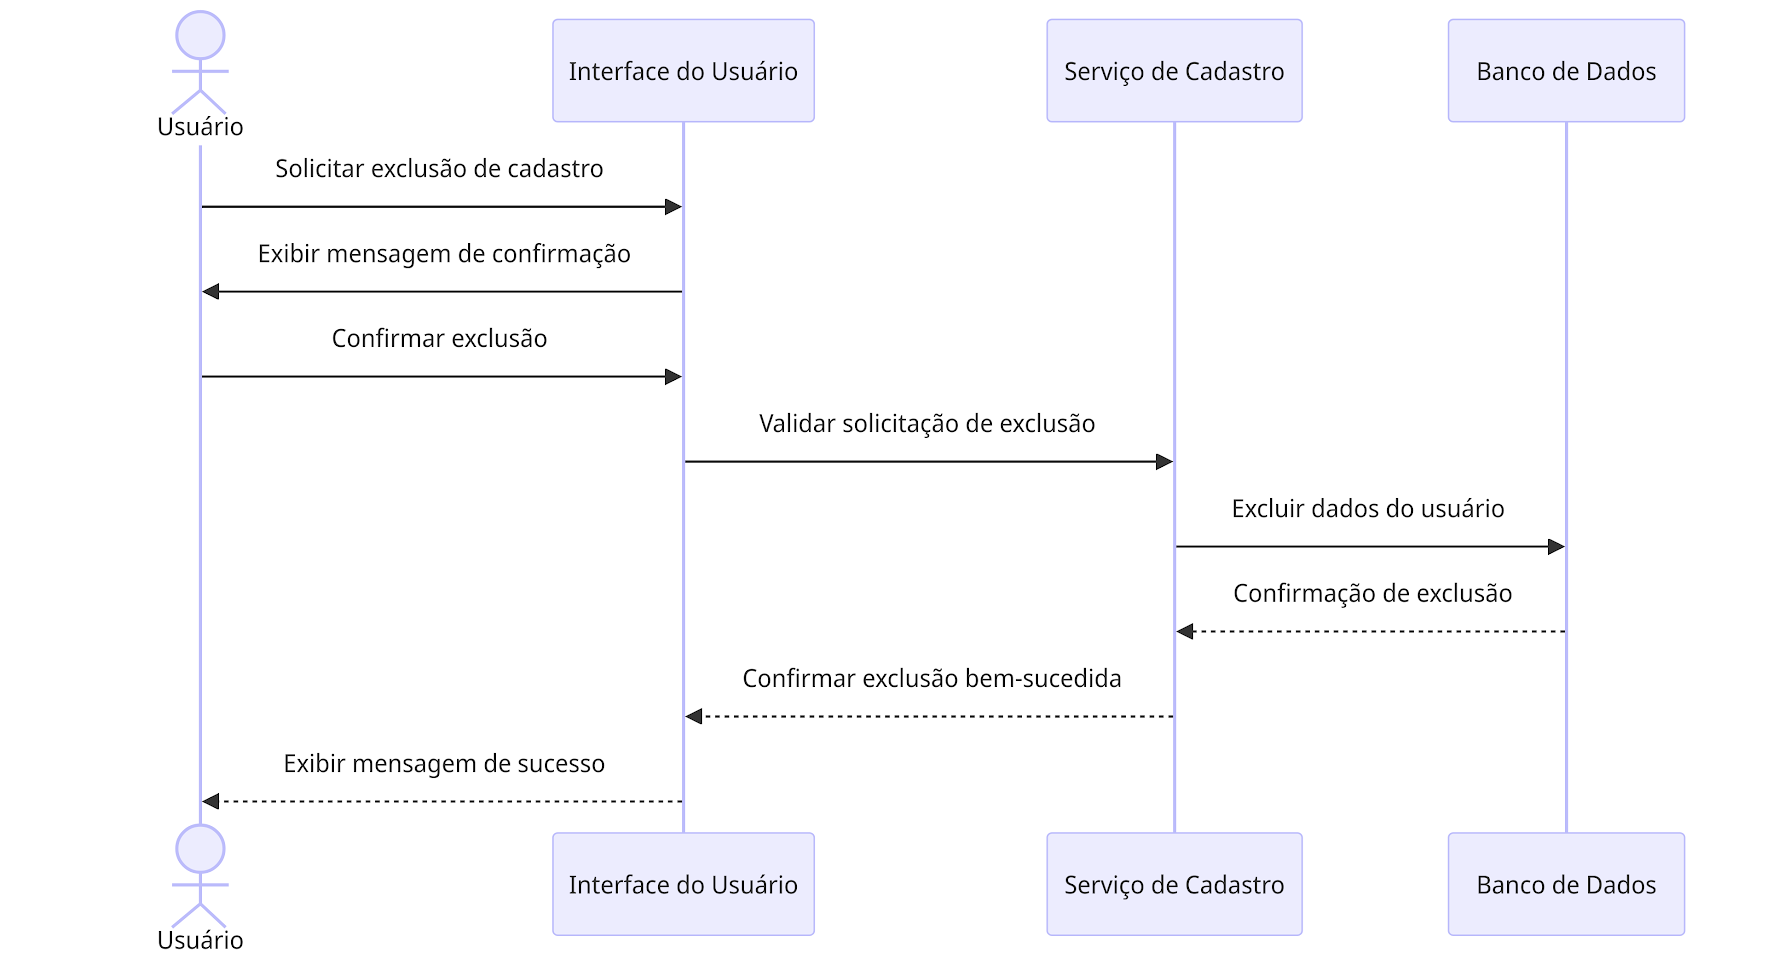 Usuário
Interface do Usuário
Serviço de Cadastro
Banco de Dados
Solicitar exclusão de cadastro
Exibir mensagem de confirmação
Confirmar exclusão
Validar solicitação de exclusão
Excluir dados do usuário
Confirmação de exclusão
Confirmar exclusão bem-sucedida
Exibir mensagem de sucesso
Usuário
Interface do Usuário
Serviço de Cadastro
Banco de Dados